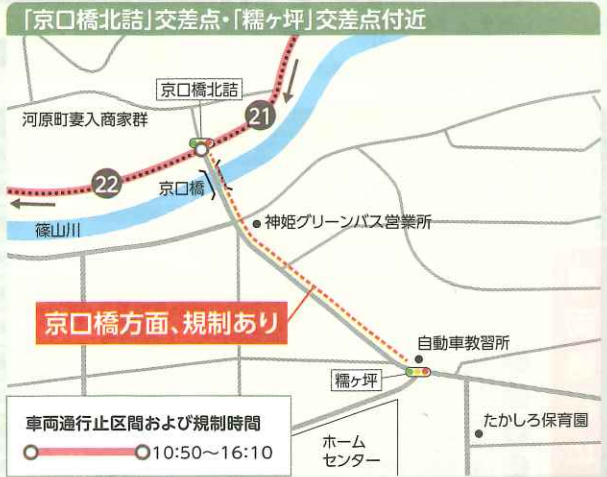 「京口橋北詰」交差点・「糯ヶ坪」交差点付近
京口橋北詰
河原町妻入商家群
21
22
京口橋
篠山川
神姫グリーンバス営業所
京口橋方面、規制あり
自動車教習所
糯ヶ坪
たかしろ保育園
ホーム
センター
車両通行止区間および規制時間
10:50〜16:10